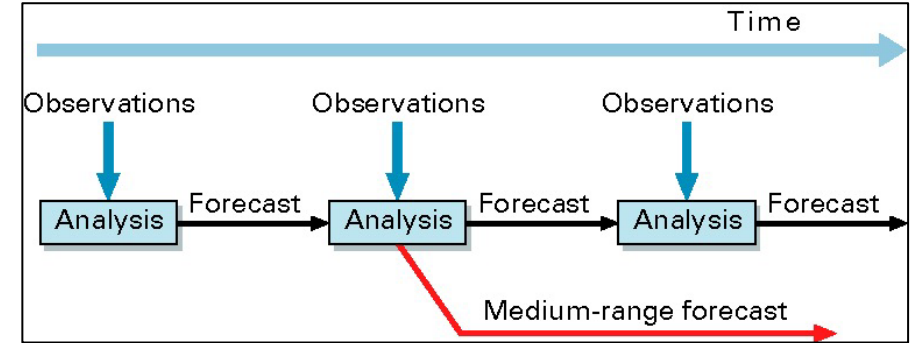 Time
Observations Observations Observations
Analysis Forecast Analysis Forecast Analysis Forecast
Medium-range forecast